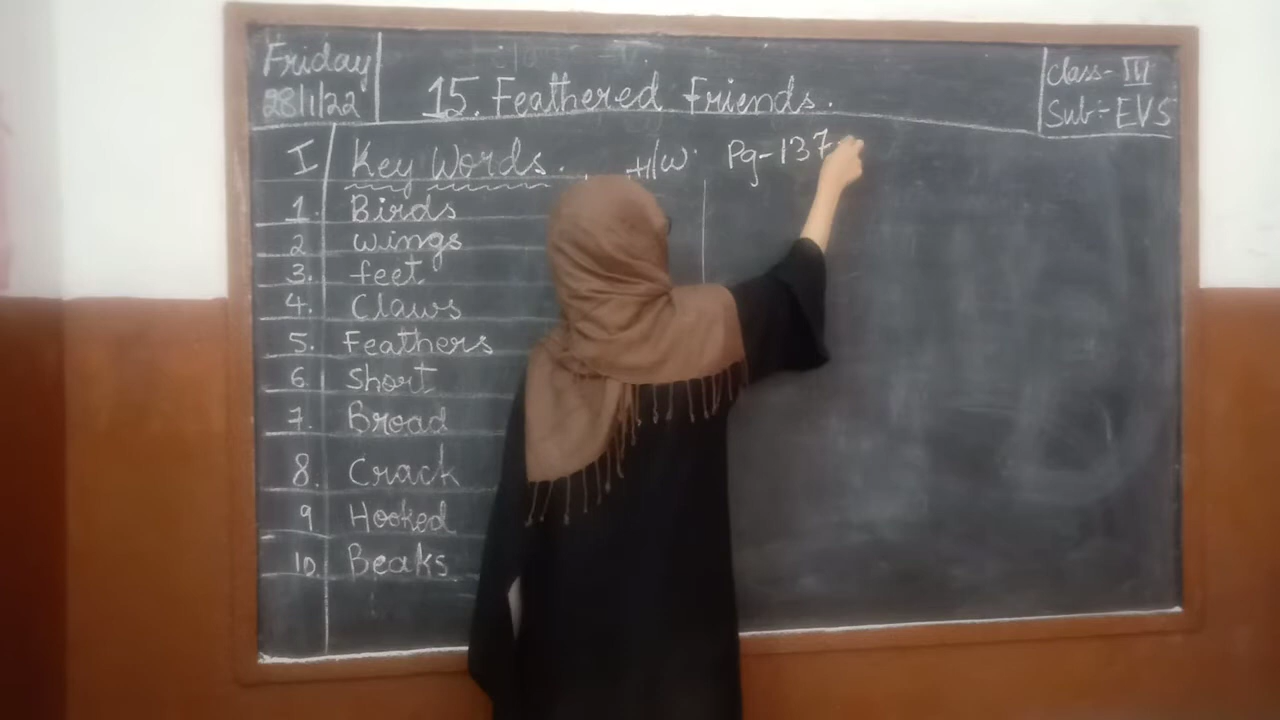 Friday
28/1/22
15. Feathered Friends.
Class- III
Sub:- EVS
I Key Words. H/W. Pg-137
1. Birds
2 wings
3. feet
4. Claws
5. Feathers
6. Short
7. Broad
8. Crack
9 Hooked
10. Beaks